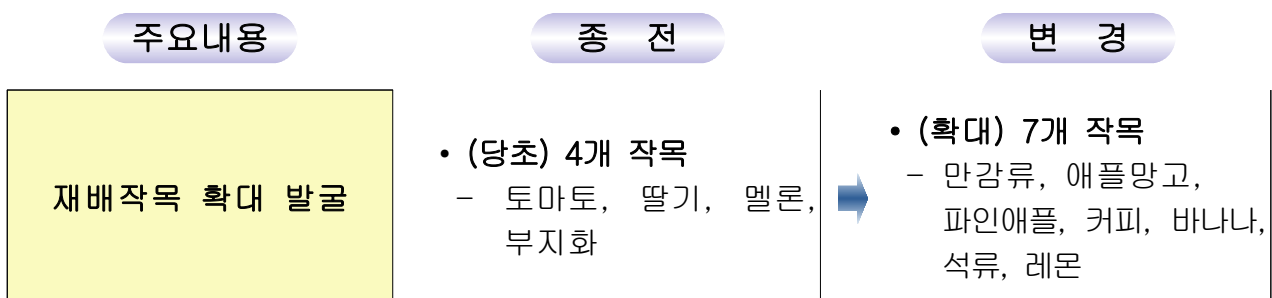 주요내용
종 전
변 경
재배작목 확대 발굴
• (당초) 4개 작목
- 토마토, 딸기, 멜론,
부지화
• (확대) 7개 작목
- 만감류, 애플망고,
파인애플, 커피, 바나나,
석류, 레몬